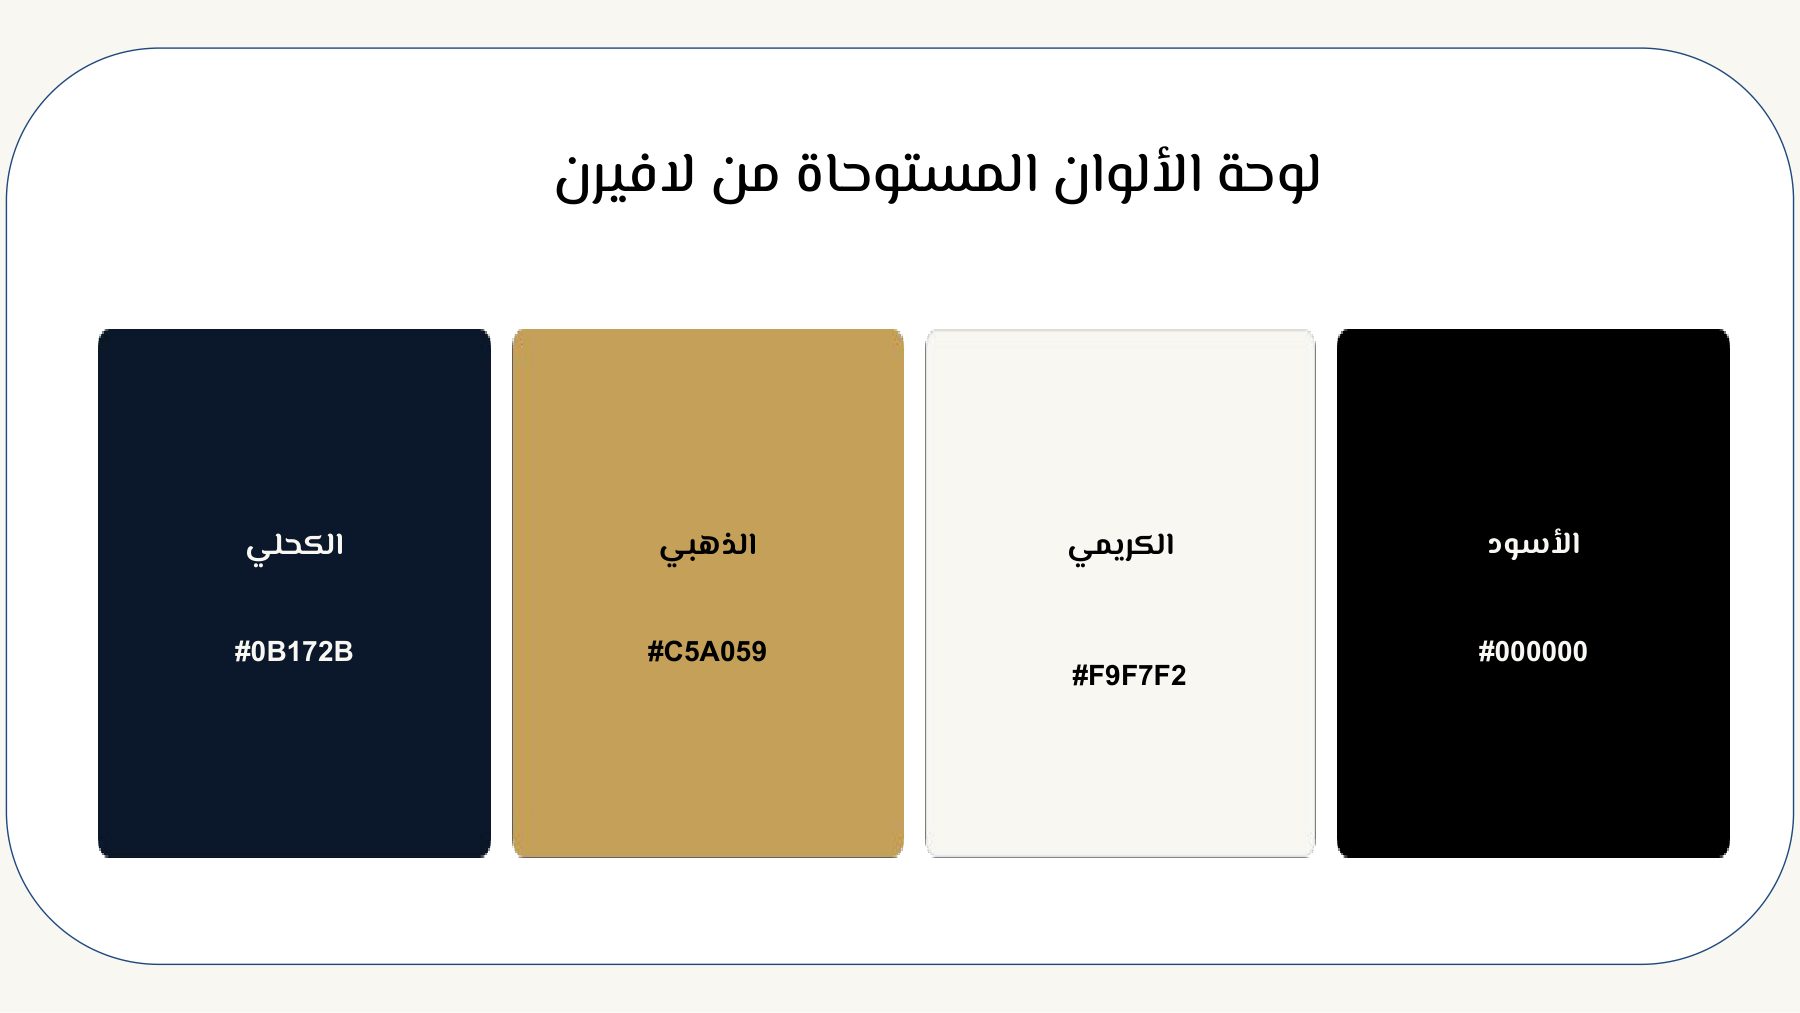 لوحة الألوان المستوحاة من لافيرن
الأسود
#000000
الكريمي
#F9F7F2
الذهبي
#C5A059
الكحلي
#0B172B